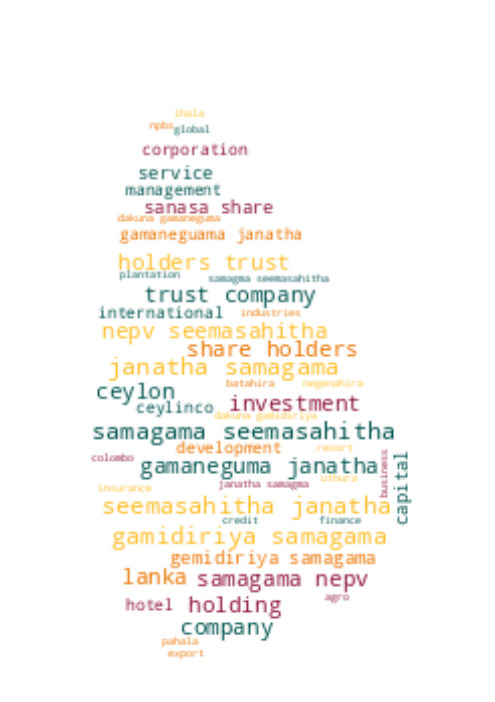 ihala
npbs
global
corporation
service
management
sanasa share
dakuna gamaneguma
gamaneguama janatha
holders trust
plantation
samagma seemasahitha
trust company
international
industries
nepv seemasahitha
share holders
janatha samagama
batahira
negenahira
ceylon
ceylinco
investment
dakuna gamidiriya
samagama seemasahitha
development
resort
colombo
gamaneguma janatha
business
capital
janatha samagma
uthura
insurance
seemasahitha janatha
credit
finance
gamidiriya samagama
gemidiriya samagama
lanka
samagama nepv
agro
hotel
holding
company
pahala
export